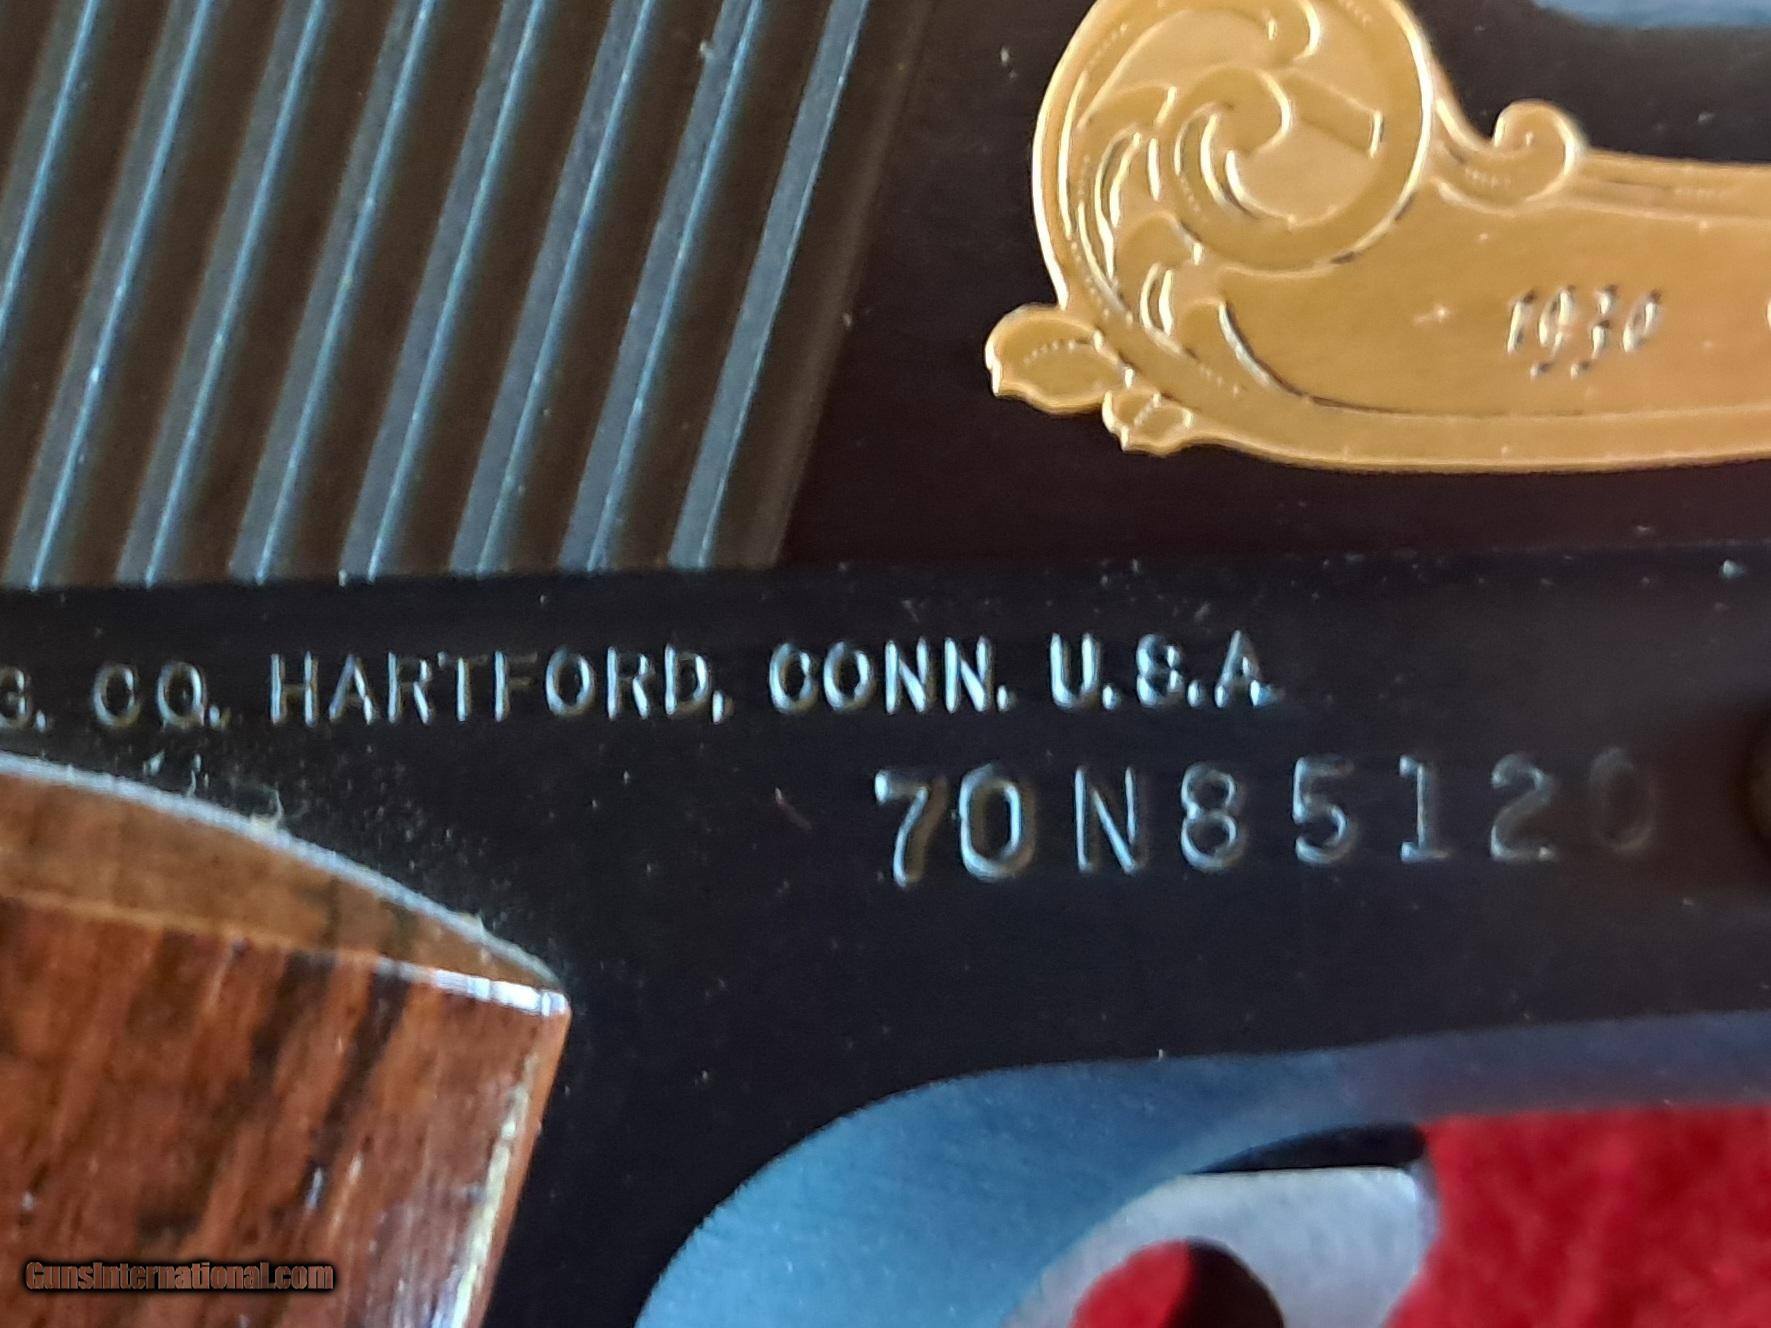 1930
G. CO. HARTFORD, CONN. U.S.A.
70N85120
GunsInternational.com